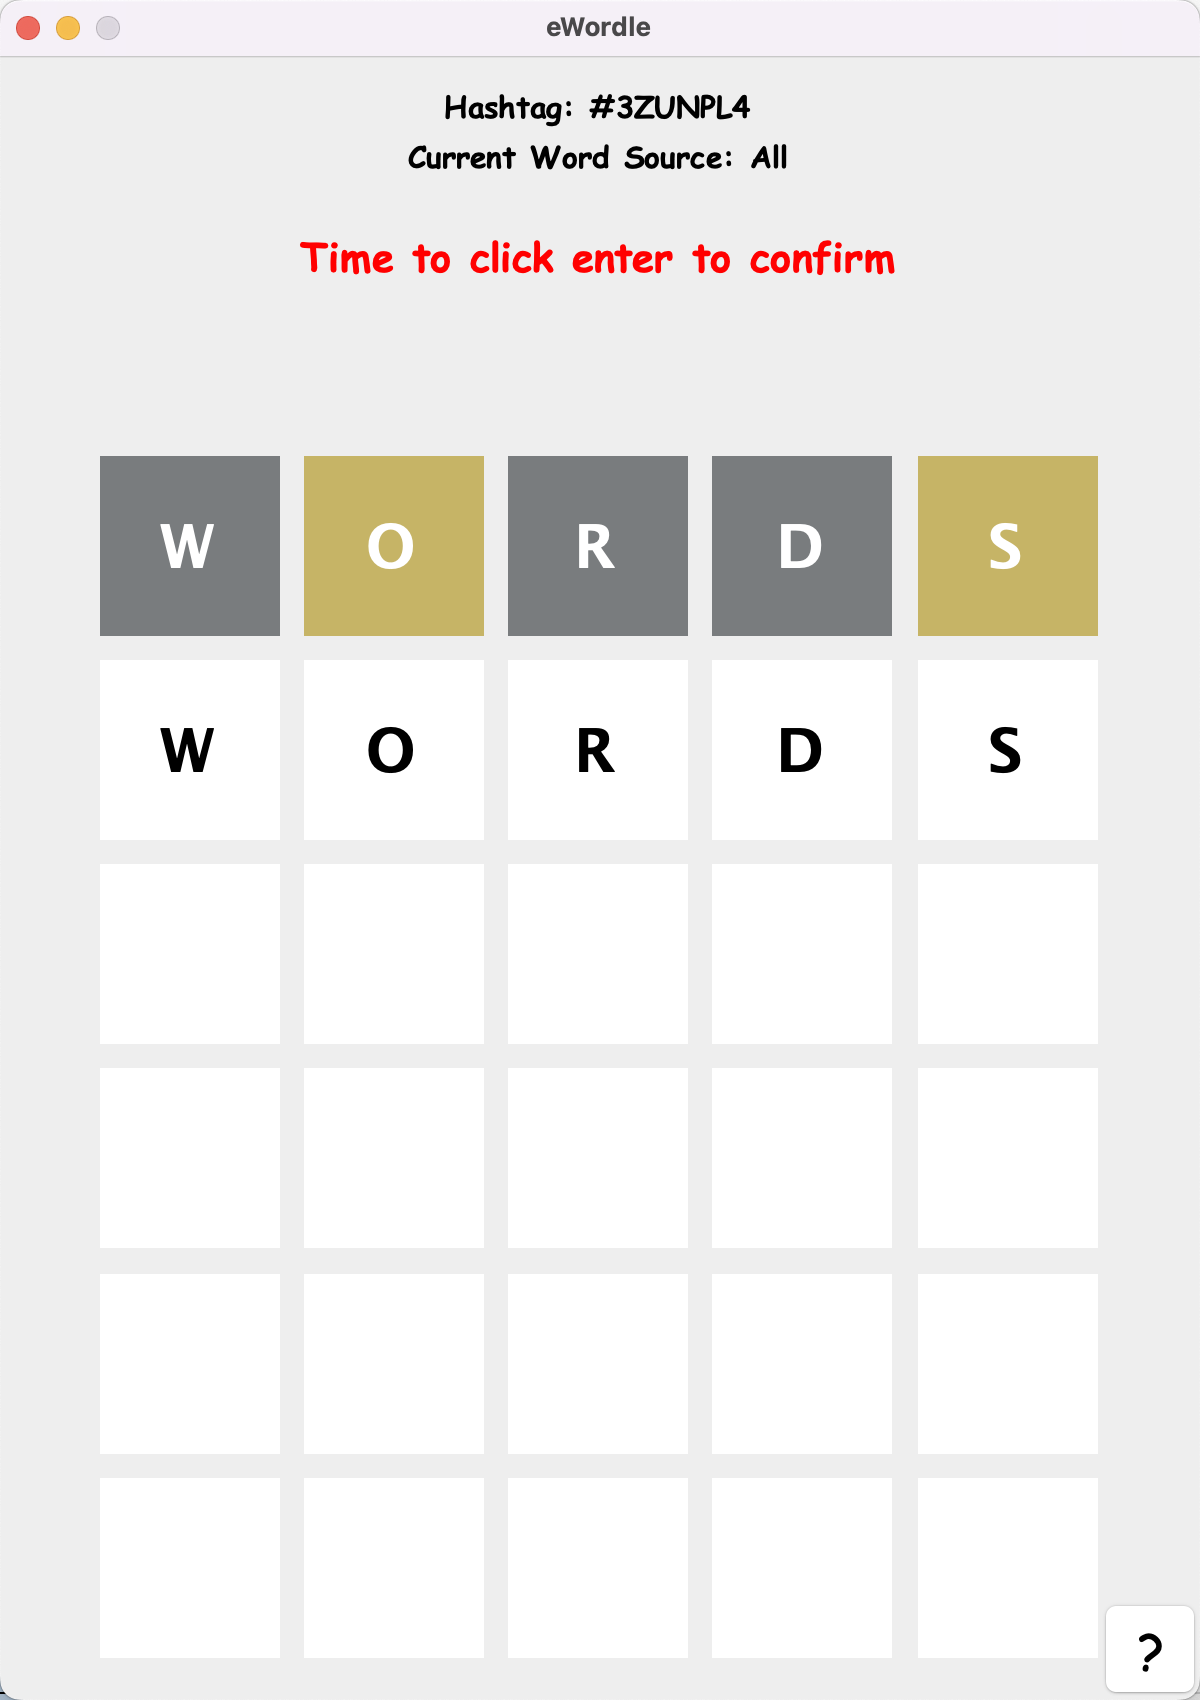 eWordle
Hashtag: #3ZUNPL4
Current Word Source: All
Time to click enter to confirm
W O R D S
W O R D S
?